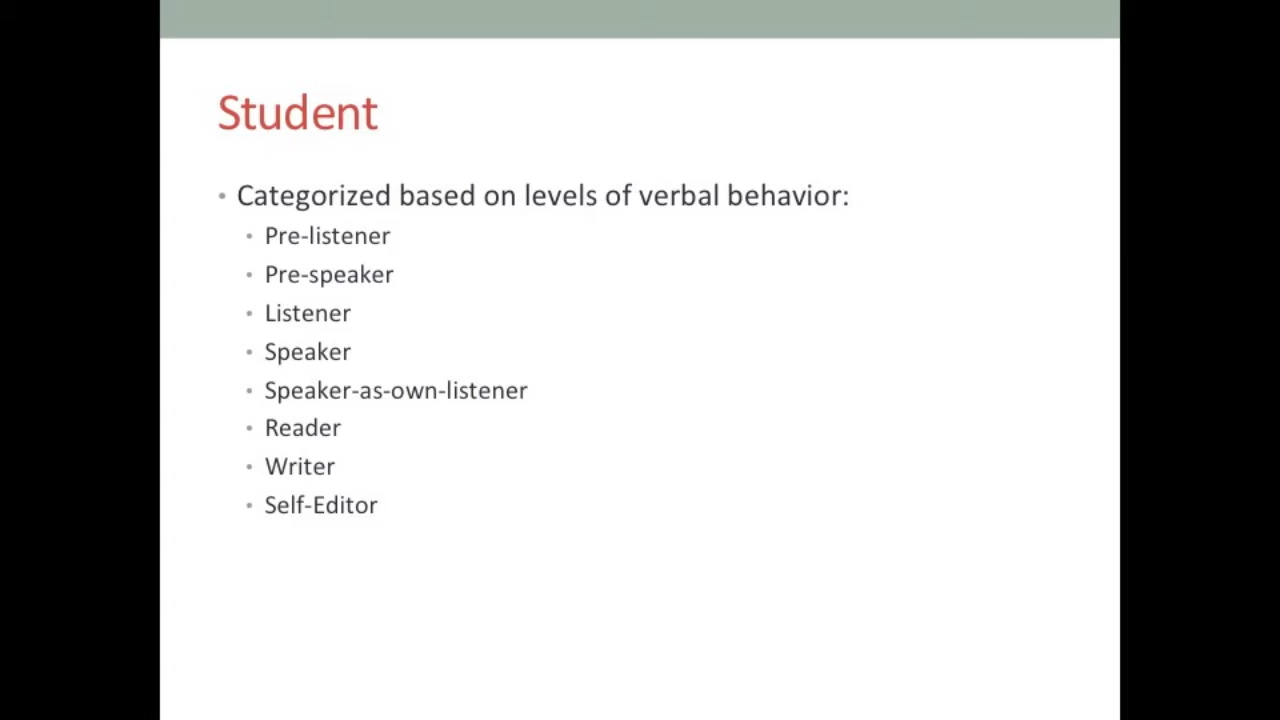 Student
• Categorized based on levels of verbal behavior:
• Pre-listener
• Pre-speaker
• Listener
• Speaker
• Speaker-as-own-listener
• Reader
• Writer
• Self-Editor